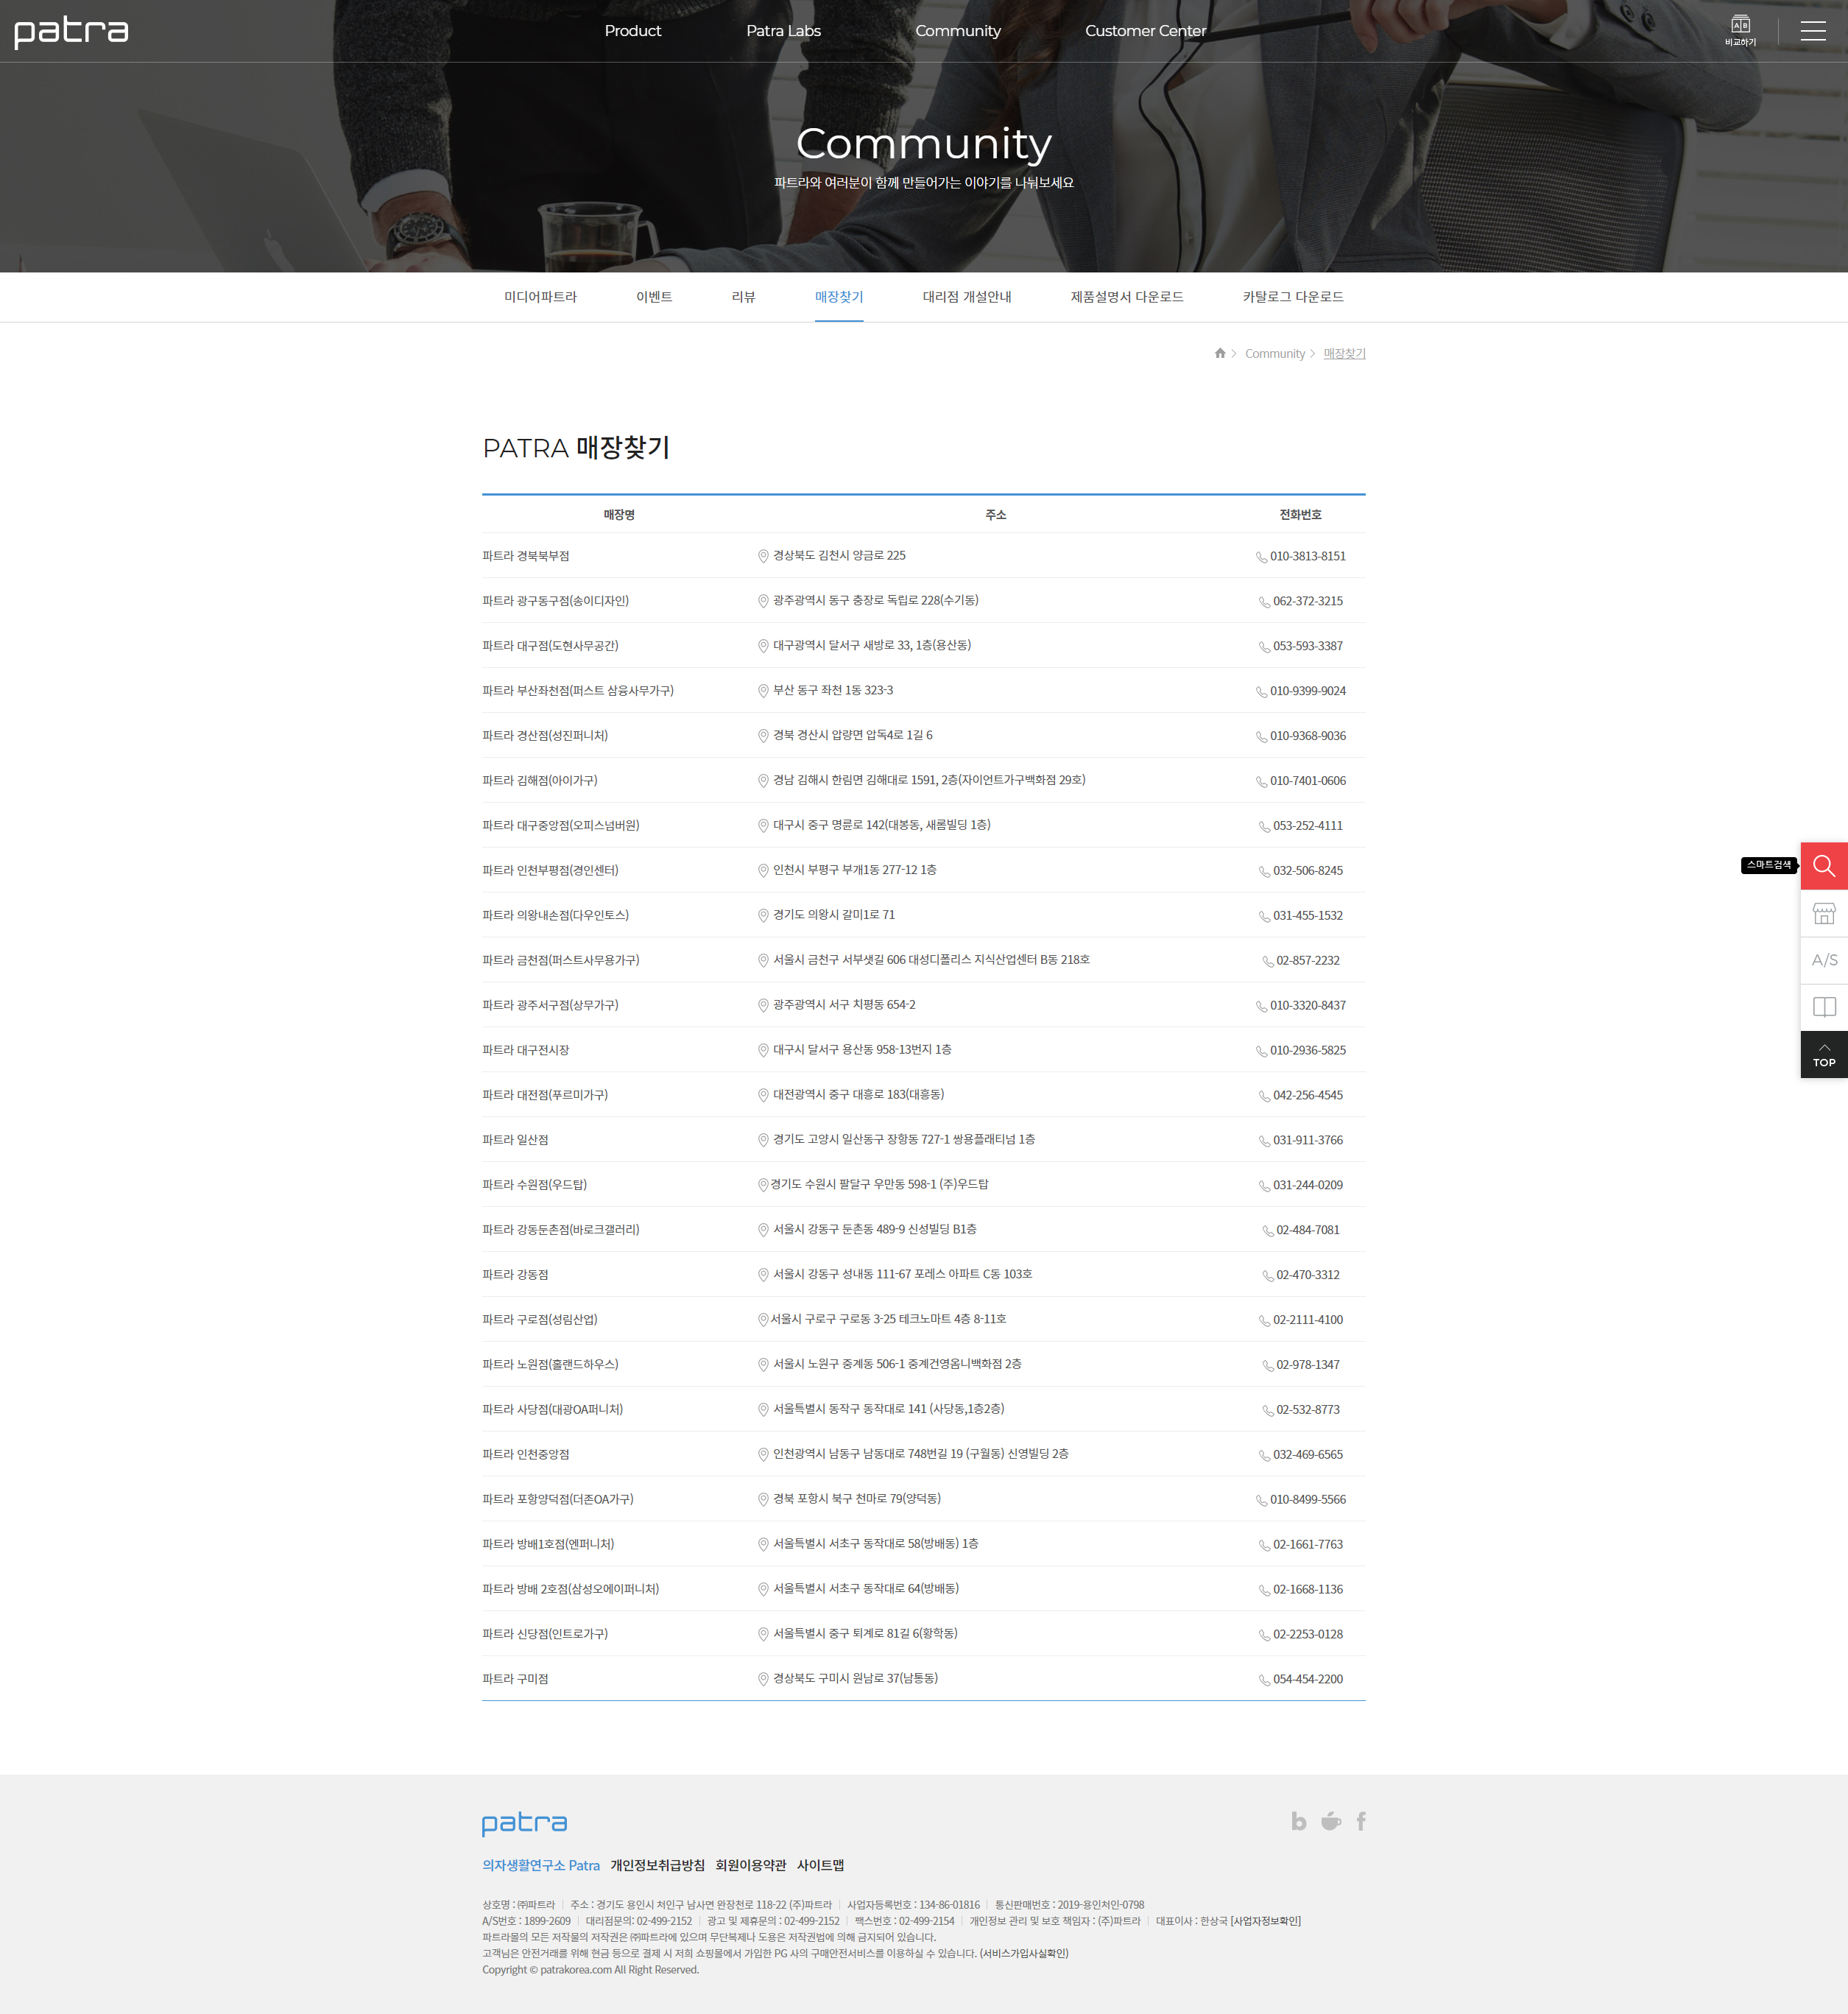 patra
Product
Patra Labs
Community
Customer Center
A B
비교하기
Community
파트라와 여러분이 함께 만들어가는 이야기를 나눠보세요
미디어파트라
이벤트
리뷰
매장찾기
대리점 개설안내
제품설명서 다운로드
카탈로그 다운로드
Community
매장찾기
PATRA 매장찾기
매장명 주소 전화번호
파트라 경북북부점 경상북도 김천시 양금로 225 010-3813-8151
파트라 광구동구점(송이디자인) 광주광역시 동구 충장로 독립로 228(수기동) 062-372-3215
파트라 대구점(도현사무공간) 대구광역시 달서구 새방로 33, 1층(용산동) 053-593-3387
파트라 부산좌천점(퍼스트 삼융사무가구) 부산 동구 좌천 1동 323-3 010-9399-9024
파트라 경산점(성진퍼니처) 경북 경산시 압량면 압독4로 1길 6 010-9368-9036
파트라 김해점(아이가구) 경남 김해시 한림면 김해대로 1591, 2층(자이언트가구백화점 29호) 010-7401-0606
파트라 대구중앙점(오피스넘버원) 대구시 중구 명륜로 142(대봉동, 새롬빌딩 1층) 053-252-4111
파트라 인천부평점(경인센터) 인천시 부평구 부개1동 277-12 1층 032-506-8245
파트라 의왕내손점(다우인토스) 경기도 의왕시 갈미1로 71 031-455-1532
파트라 금천점(퍼스트사무용가구) 서울시 금천구 서부샛길 606 대성디폴리스 지식산업센터 B동 218호 02-857-2232
파트라 광주서구점(상무가구) 광주광역시 서구 치평동 654-2 010-3320-8437
파트라 대구전시장 대구시 달서구 용산동 958-13번지 1층 010-2936-5825
파트라 대전점(푸르미가구) 대전광역시 중구 대흥로 183(대흥동) 042-256-4545
파트라 일산점 경기도 고양시 일산동구 장항동 727-1 쌍용플래티넘 1층 031-911-3766
파트라 수원점(우드탑) 경기도 수원시 팔달구 우만동 598-1 (주)우드탑 031-244-0209
파트라 강동둔촌점(바로크갤러리) 서울시 강동구 둔촌동 489-9 신성빌딩 B1층 02-484-7081
파트라 강동점 서울시 강동구 성내동 111-67 포레스 아파트 C동 103호 02-470-3312
파트라 구로점(성림산업) 서울시 구로구 구로동 3-25 테크노마트 4층 8-11호 02-2111-4100
파트라 노원점(홀랜드하우스) 서울시 노원구 중계동 506-1 중계건영옴니백화점 2층 02-978-1347
파트라 사당점(대광OA퍼니처) 서울특별시 동작구 동작대로 141 (사당동,1층2층) 02-532-8773
파트라 인천중앙점 인천광역시 남동구 남동대로 748번길 19 (구월동) 신영빌딩 2층 032-469-6565
파트라 포항양덕점(더존OA가구) 경북 포항시 북구 천마로 79(양덕동) 010-8499-5566
파트라 방배1호점(엔퍼니처) 서울특별시 서초구 동작대로 58(방배동) 1층 02-1661-7763
파트라 방배 2호점(삼성오에이퍼니처) 서울특별시 서초구 동작대로 64(방배동) 02-1668-1136
파트라 신당점(인트로가구) 서울특별시 중구 퇴계로 81길 6(황학동) 02-2253-0128
파트라 구미점 경상북도 구미시 원남로 37(남통동) 054-454-2200
스마트검색
A/S
TOP
patra
b f
의자생활연구소 Patra 개인정보취급방침 회원이용약관 사이트맵
상호명 : ㈜파트라 | 주소 : 경기도 용인시 처인구 남사면 완장천로 118-22 (주)파트라 | 사업자등록번호 : 134-86-01816 | 통신판매번호 : 2019-용인처인-0798
A/S번호 : 1899-2609 | 대리점문의: 02-499-2152 | 광고 및 제휴문의 : 02-499-2152 | 팩스번호 : 02-499-2154 | 개인정보 관리 및 보호 책임자 : (주)파트라 | 대표이사 : 한상국 [사업자정보확인]
파트라몰의 모든 저작물의 저작권은 ㈜파트라에 있으며 무단복제나 도용은 저작권법에 의해 금지되어 있습니다.
고객님은 안전거래를 위해 현금 등으로 결제 시 저희 쇼핑몰에서 가입한 PG 사의 구매안전서비스를 이용하실 수 있습니다. (서비스가입사실확인)
Copyright © patrakorea.com All Right Reserved.